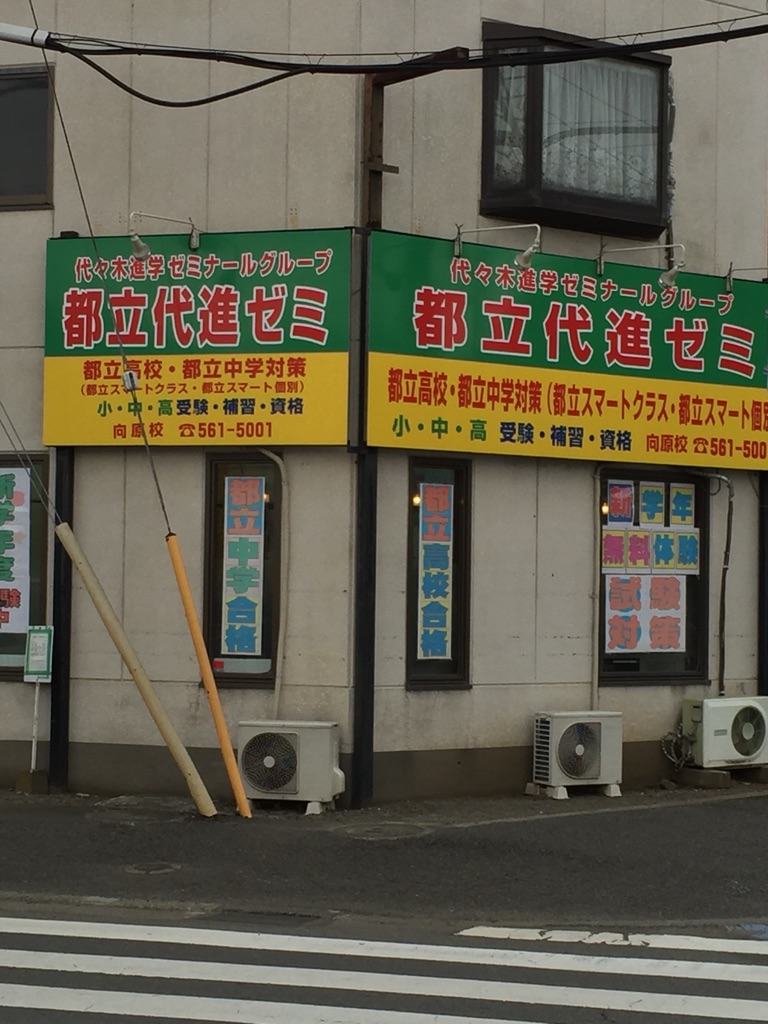 代々木進学ゼミナールグループ
都立代進ゼミ
都立高校・都立中学対策
（都立スマートクラス・都立スマート個別）
小・中・高 受験・補習・資格
向原校 ☎561-5001
代々木進学ゼミナールグループ
都立代進ゼミ
都立高校・都立中学対策（都立スマートクラス・都立スマート個別
小・中・高 受験・補習・資格 向原校 ☎561-500
新学年度
都立中学合格
都立高校合格
新学年
無料体験
試験
対策